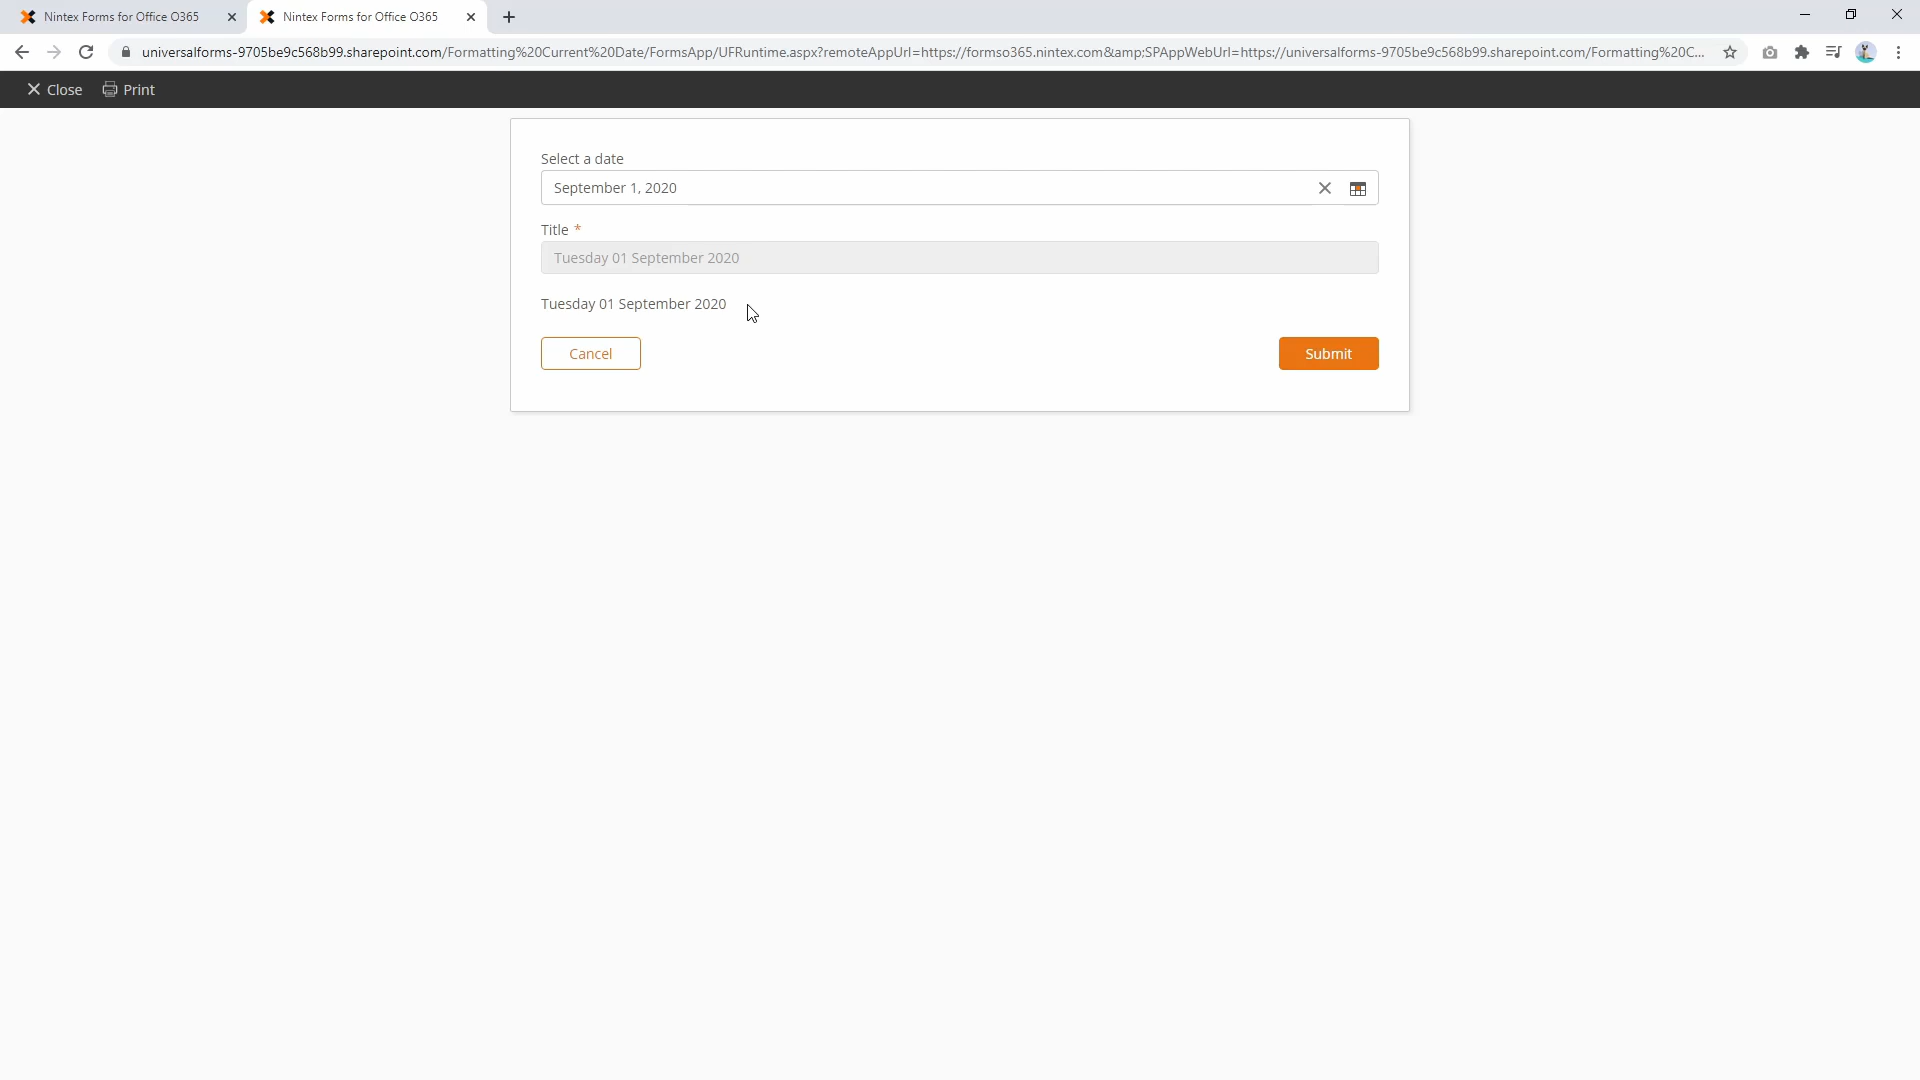 Nintex Forms for Office O365
Nintex Forms for Office O365
universalforms-9705be9c568b99.sharepoint.com/Formatting%20Current%20Date/FormsApp/UFRuntime.aspx?remoteAppUrl=https://formso365.nintex.com&amp;SPAppWebUrl=https://universalforms-9705be9c568b99.sharepoint.com/Formatting%20C...
Close
Print
Select a date
September 1, 2020
Title *
Tuesday 01 September 2020
Tuesday 01 September 2020
Cancel
Submit